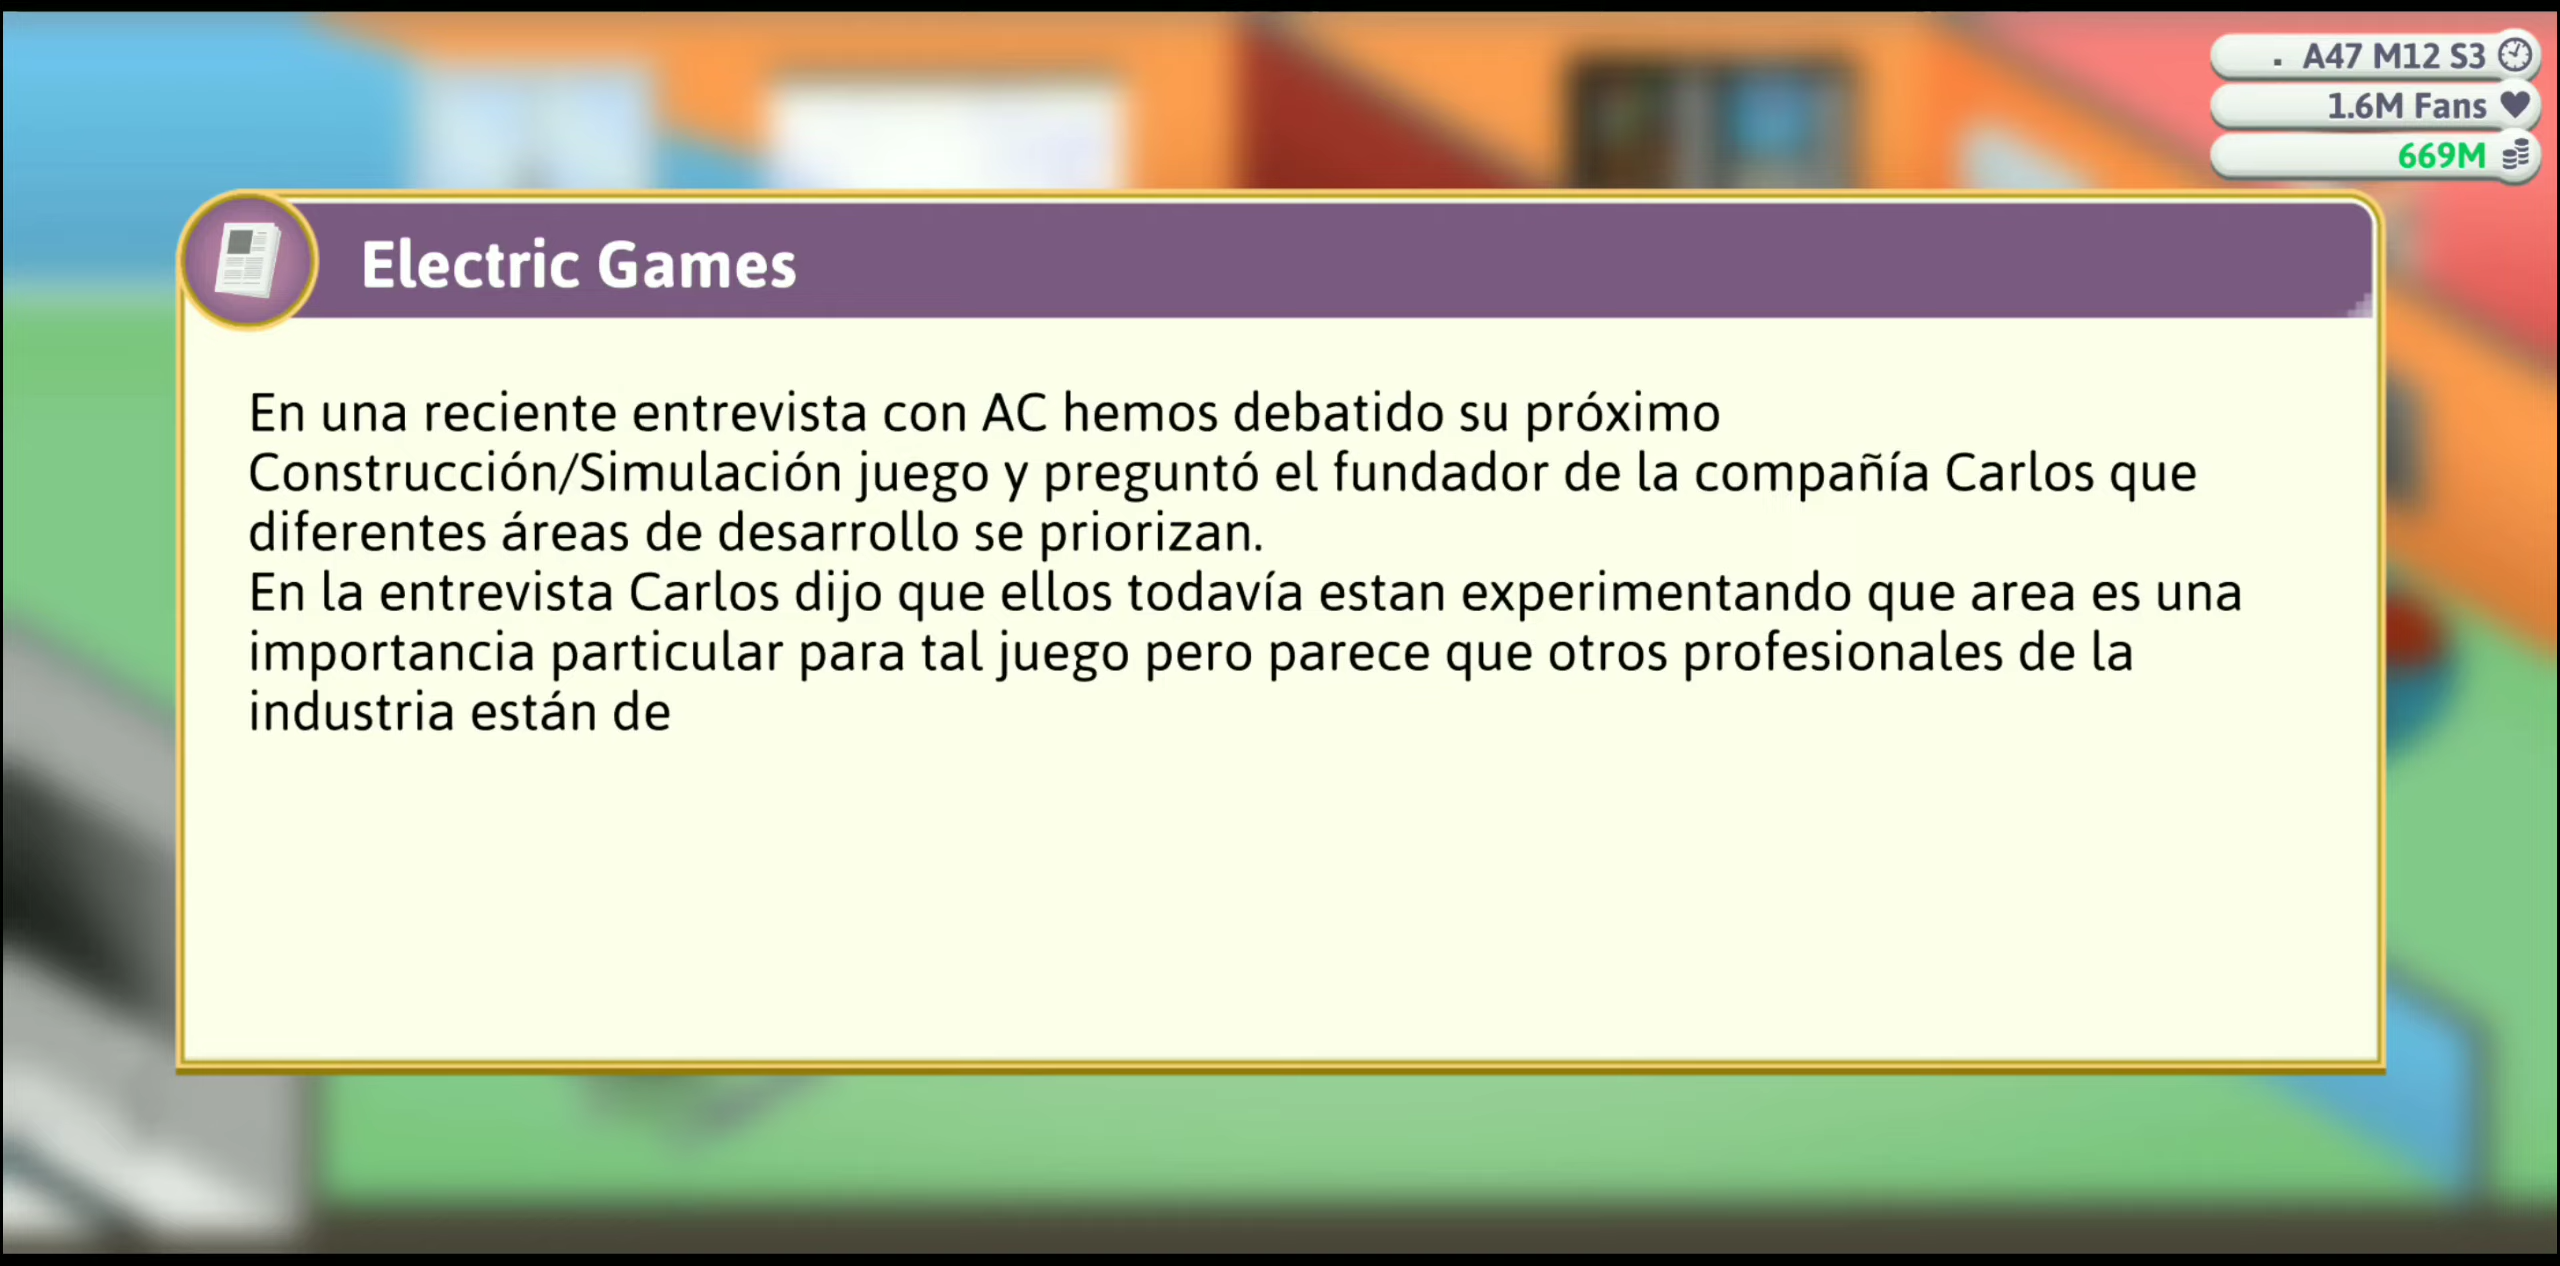 . A47 M12 S3
1.6M Fans
669M
Electric Games
En una reciente entrevista con AC hemos debatido su próximo
Construcción/Simulación juego y preguntó el fundador de la compañía Carlos que
diferentes áreas de desarrollo se priorizan.
En la entrevista Carlos dijo que ellos todavía estan experimentando que area es una
importancia particular para tal juego pero parece que otros profesionales de la
industria están de